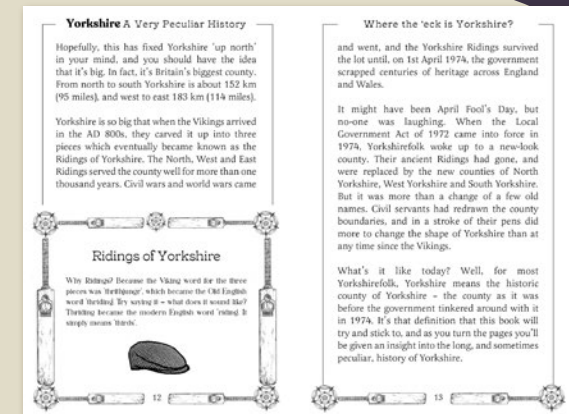 Yorkshire A Very Peculiar History
Hopefully, this has fixed Yorkshire 'up north'
in your mind, and you should have the idea
that it's big. In fact, it's Britain's biggest county.
From north to south Yorkshire is about 152 km
(95 miles), and west to east 183 km (114 miles).
Yorkshire is so big that when the Vikings arrived
in the AD 800s, they carved it up into three
pieces which eventually became known as the
Ridings of Yorkshire. The North, West and East
Ridings served the county well for more than one
thousand years. Civil wars and world wars came
Ridings of Yorkshire
Why Ridings? Because the Viking word for the three
pieces was 'thrithjungr', which became the Old English
word 'thriding'. Try saying it – what does it sound like?
Thriding became the modern English word 'riding'. It
simply means 'thirds'.
12
Where the 'eck is Yorkshire?
and went, and the Yorkshire Ridings survived
the lot until, on 1st April 1974, the government
scrapped centuries of heritage across England
and Wales.
It might have been April Fool's Day, but
no-one was laughing. When the Local
Government Act of 1972 came into force in
1974, Yorkshirefolk woke up to a new-look
county. Their ancient Ridings had gone, and
were replaced by the new counties of North
Yorkshire, West Yorkshire and South Yorkshire.
But it was more than a change of a few old
names. Civil servants had redrawn the county
boundaries, and in a stroke of their pens did
more to change the shape of Yorkshire than at
any time since the Vikings.
What's it like today? Well, for most
Yorkshirefolk, Yorkshire means the historic
county of Yorkshire – the county as it was
before the government tinkered around with it
in 1974. It's that definition that this book will
try and stick to, and as you turn the pages you'll
be given an insight into the long, and sometimes
peculiar, history of Yorkshire.
13